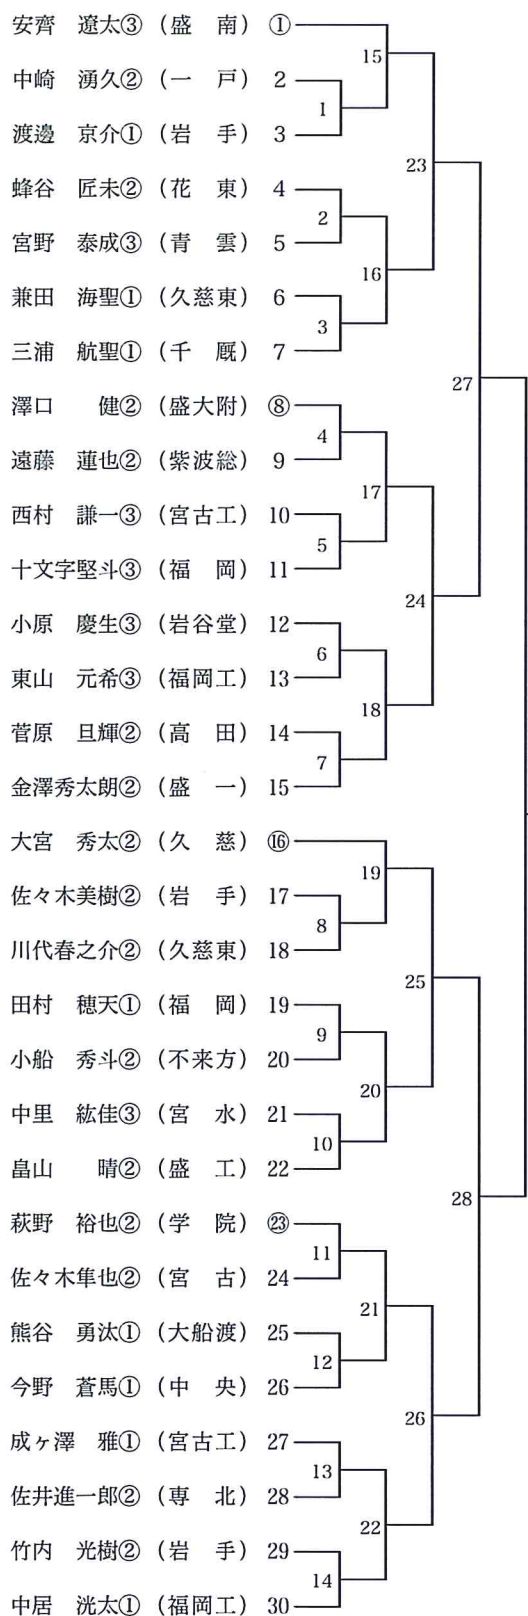 安齊 遼太③ (盛 南) ①
15
中崎 湧久② (一 戸) 2
1
渡邊 京介① (岩 手) 3
23
蜂谷 匠未② (花 東) 4
2
宮野 泰成③ (青 雲) 5
16
兼田 海聖① (久慈東) 6
3
三浦 航聖① (千 厩) 7
27
澤口 健② (盛大附) ⑧
4
遠藤 蓮也② (紫波総) 9
17
西村 謙一③ (宮古工) 10
5
十文字堅斗③ (福 岡) 11
24
小原 慶生③ (岩谷堂) 12
6
東山 元希③ (福岡工) 13
18
菅原 旦輝② (高 田) 14
7
金澤秀太朗② (盛 一) 15
大宮 秀太② (久 慈) ⑯
19
佐々木美樹② (岩 手) 17
8
川代春之介② (久慈東) 18
25
田村 穂天① (福 岡) 19
9
小船 秀斗② (不来方) 20
20
中里 紘佳③ (宮 水) 21
10
畠山 晴② (盛 工) 22
28
萩野 裕也② (学 院) ㉓
11
佐々木隼也② (宮 古) 24
21
熊谷 勇汰① (大船渡) 25
12
今野 蒼馬① (中 央) 26
26
成ヶ澤 雅① (宮古工) 27
13
佐井進一郎② (専 北) 28
22
竹内 光樹② (岩 手) 29
14
中居 洸太① (福岡工) 30